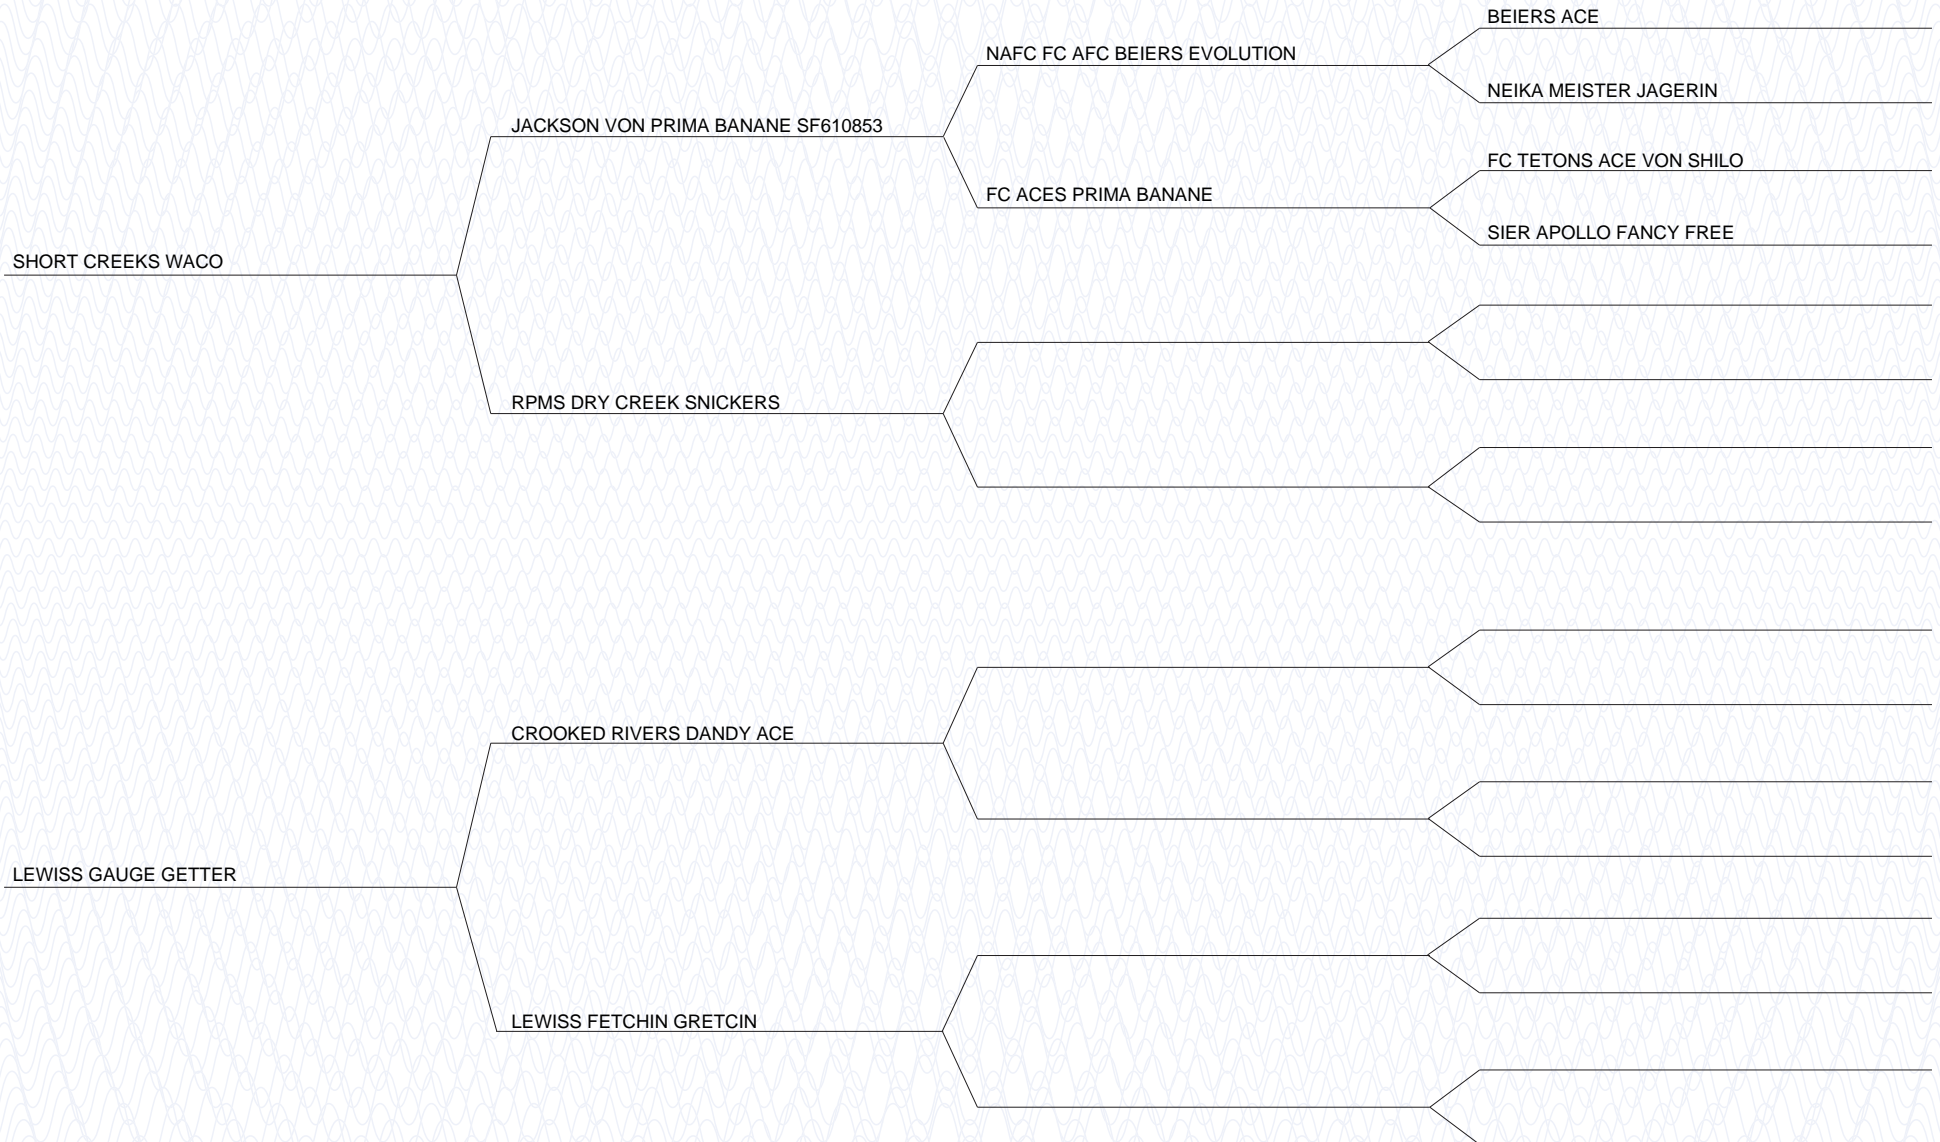 BEIERS ACE
NAFC FC AFC BEIERS EVOLUTION
NEIKA MEISTER JAGERIN
JACKSON VON PRIMA BANANE SF610853
FC TETONS ACE VON SHILO
FC ACES PRIMA BANANE
SIER APOLLO FANCY FREE
SHORT CREEKS WACO
RPMS DRY CREEK SNICKERS
CROOKED RIVERS DANDY ACE
LEWISS GAUGE GETTER
LEWISS FETCHIN GRETCIN